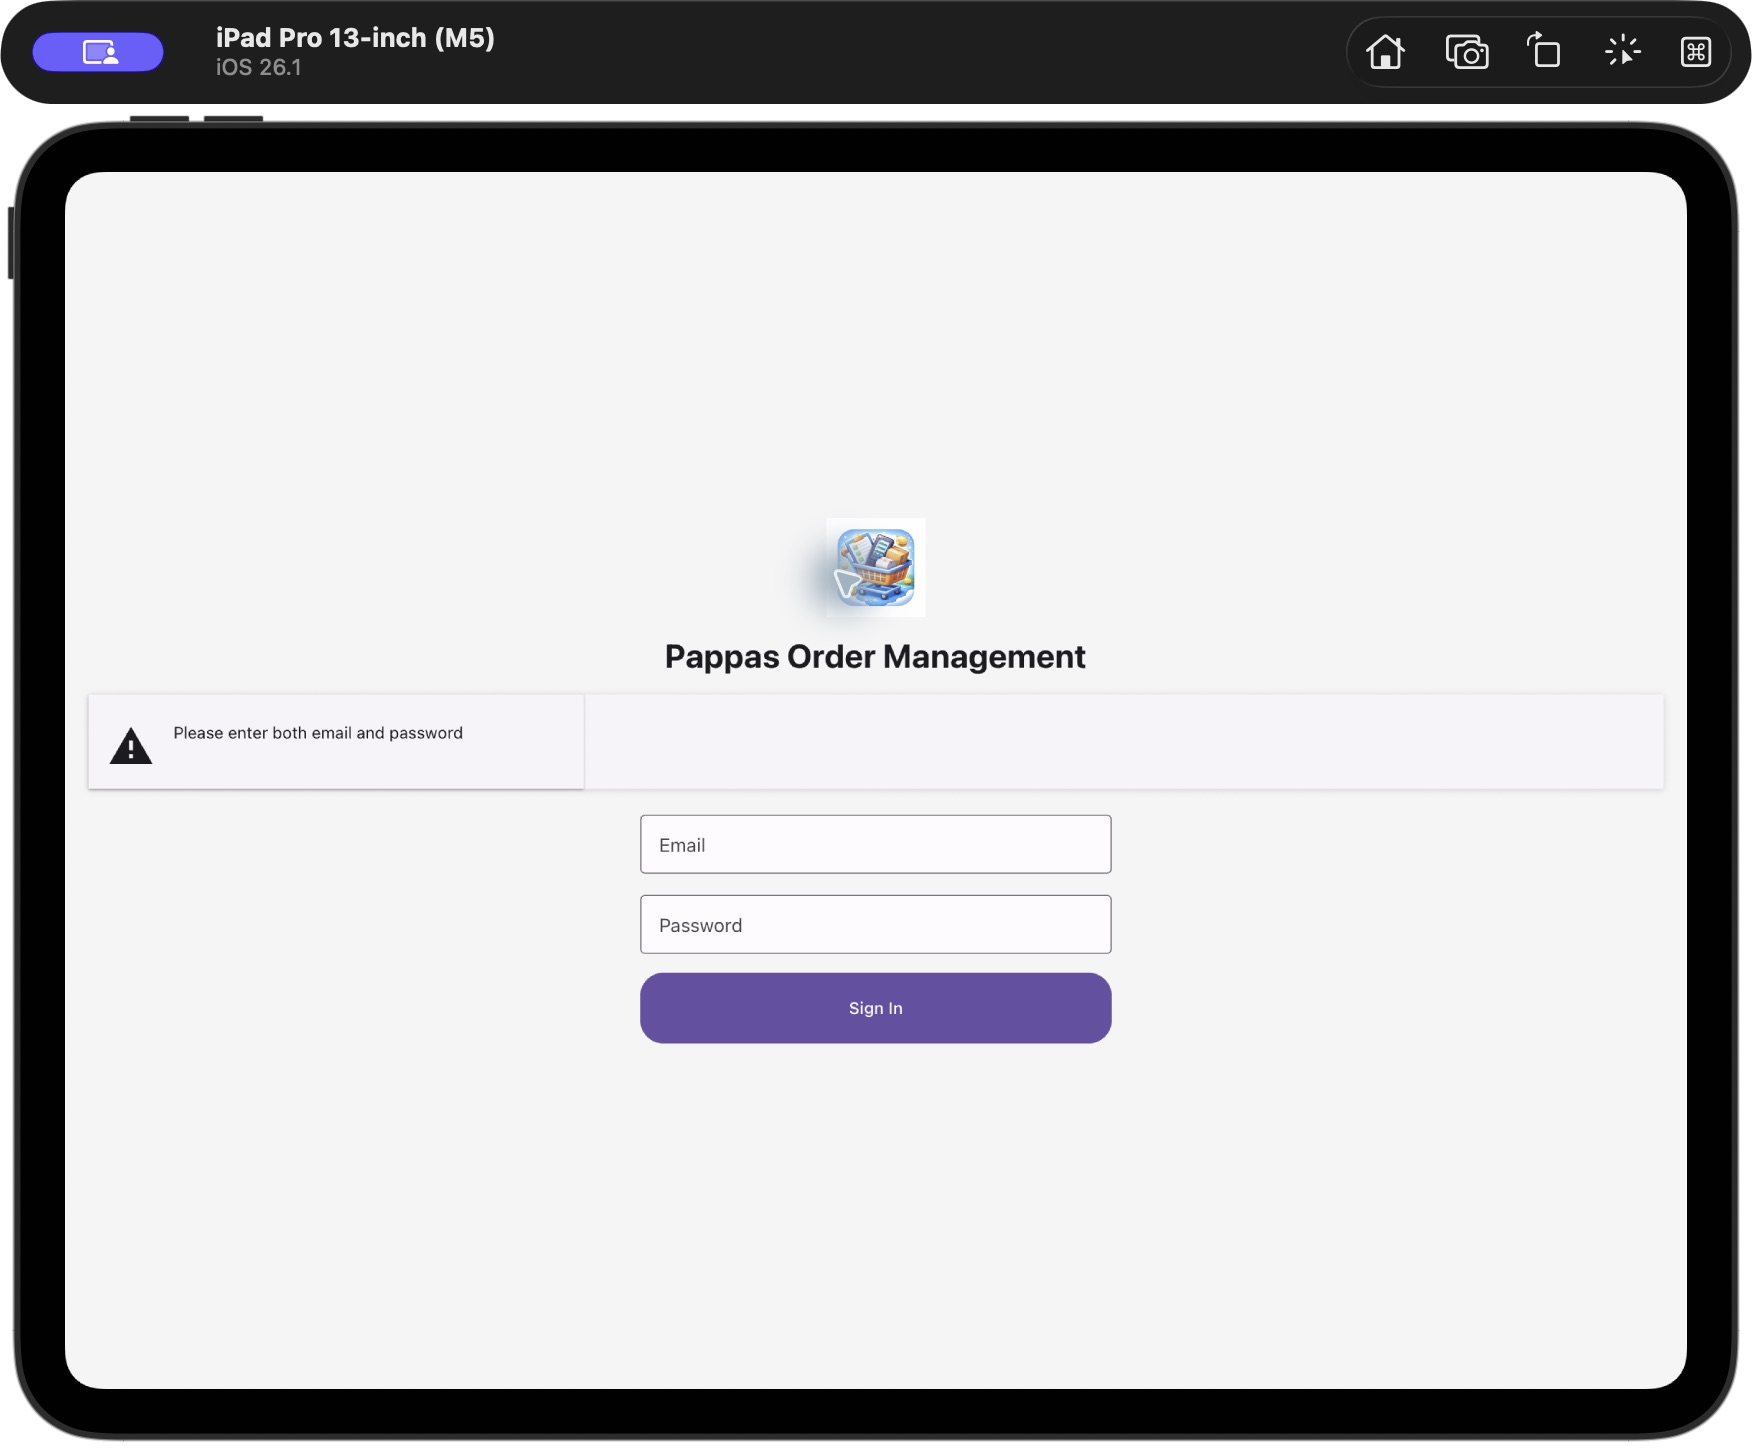 iPad Pro 13-inch (M5)
iOS 26.1
Pappas Order Management
Please enter both email and password
Email
Password
Sign In